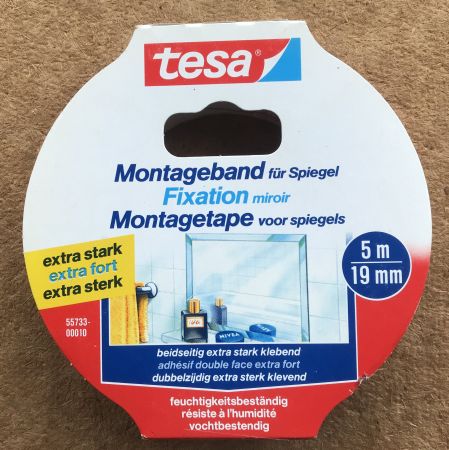 tesa
Montageband für Spiegel
Fixation miroir
Montagetape voor spiegels
extra stark
extra fort
extra sterk
5 m
19 mm
55733-
00010
NIVEA
beidseitig extra stark klebend
adhésif double face extra fort
dubbelzijdig extra sterk klevend
feuchtigkeitsbeständig
résiste à l'humidité
vochtbestendig